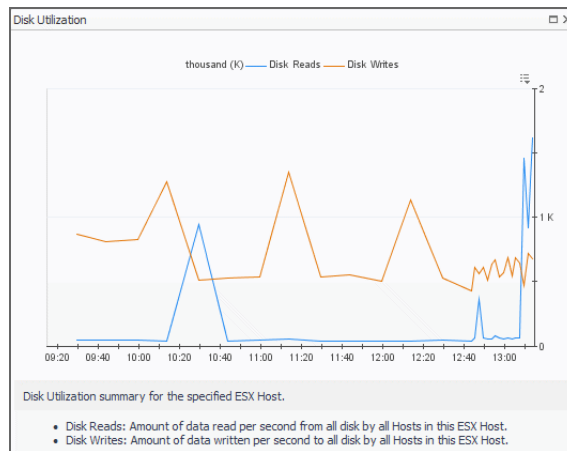 Disk Utilization
thousand (K) Disk Reads Disk Writes
2
1 K
0
09:20 09:40 10:00 10:20 10:40 11:00 11:20 11:40 12:00 12:20 12:40 13:00
Disk Utilization summary for the specified ESX Host.
• Disk Reads: Amount of data read per second from all disk by all Hosts in this ESX Host.
• Disk Writes: Amount of data written per second to all disk by all Hosts in this ESX Host.